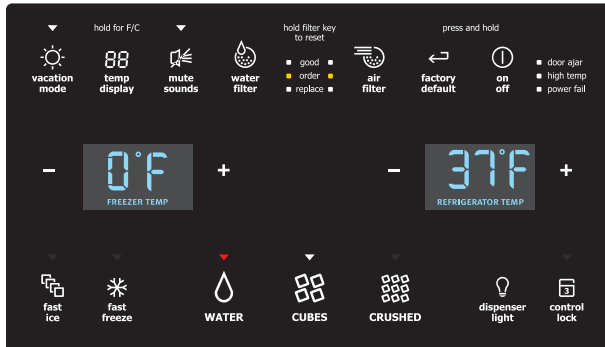 hold for F/C
hold filter key
to reset
press and hold
88
vacation
mode
temp
display
mute
sounds
water
filter
good
order
replace
air
filter
factory
default
on
off
door ajar
high temp
power fail
- 0°F +
FREEZER TEMP
- 37°F +
REFRIGERATOR TEMP
fast
ice
fast
freeze
WATER
CUBES
CRUSHED
dispenser
light
3
control
lock